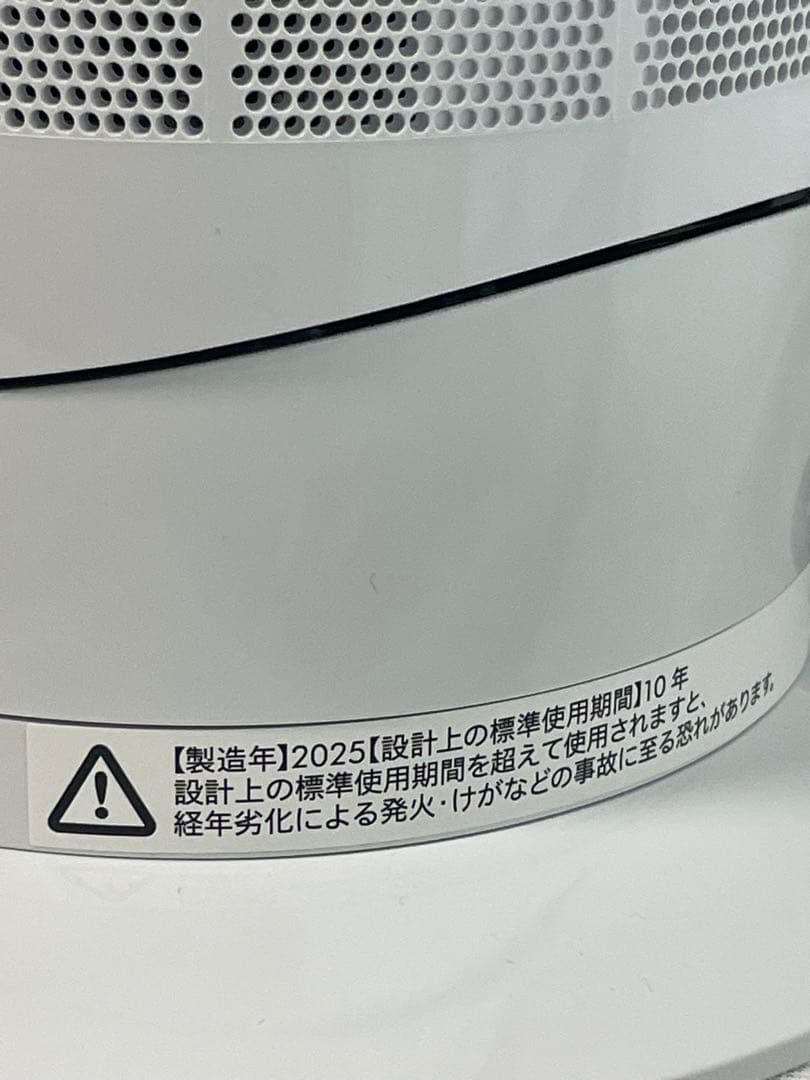 【製造年】2025【設計上の標準使用期間】10 年
設計上の標準使用期間を超えて使用されますと、
経年劣化による発火・けがなどの事故に至る恐れがあります。